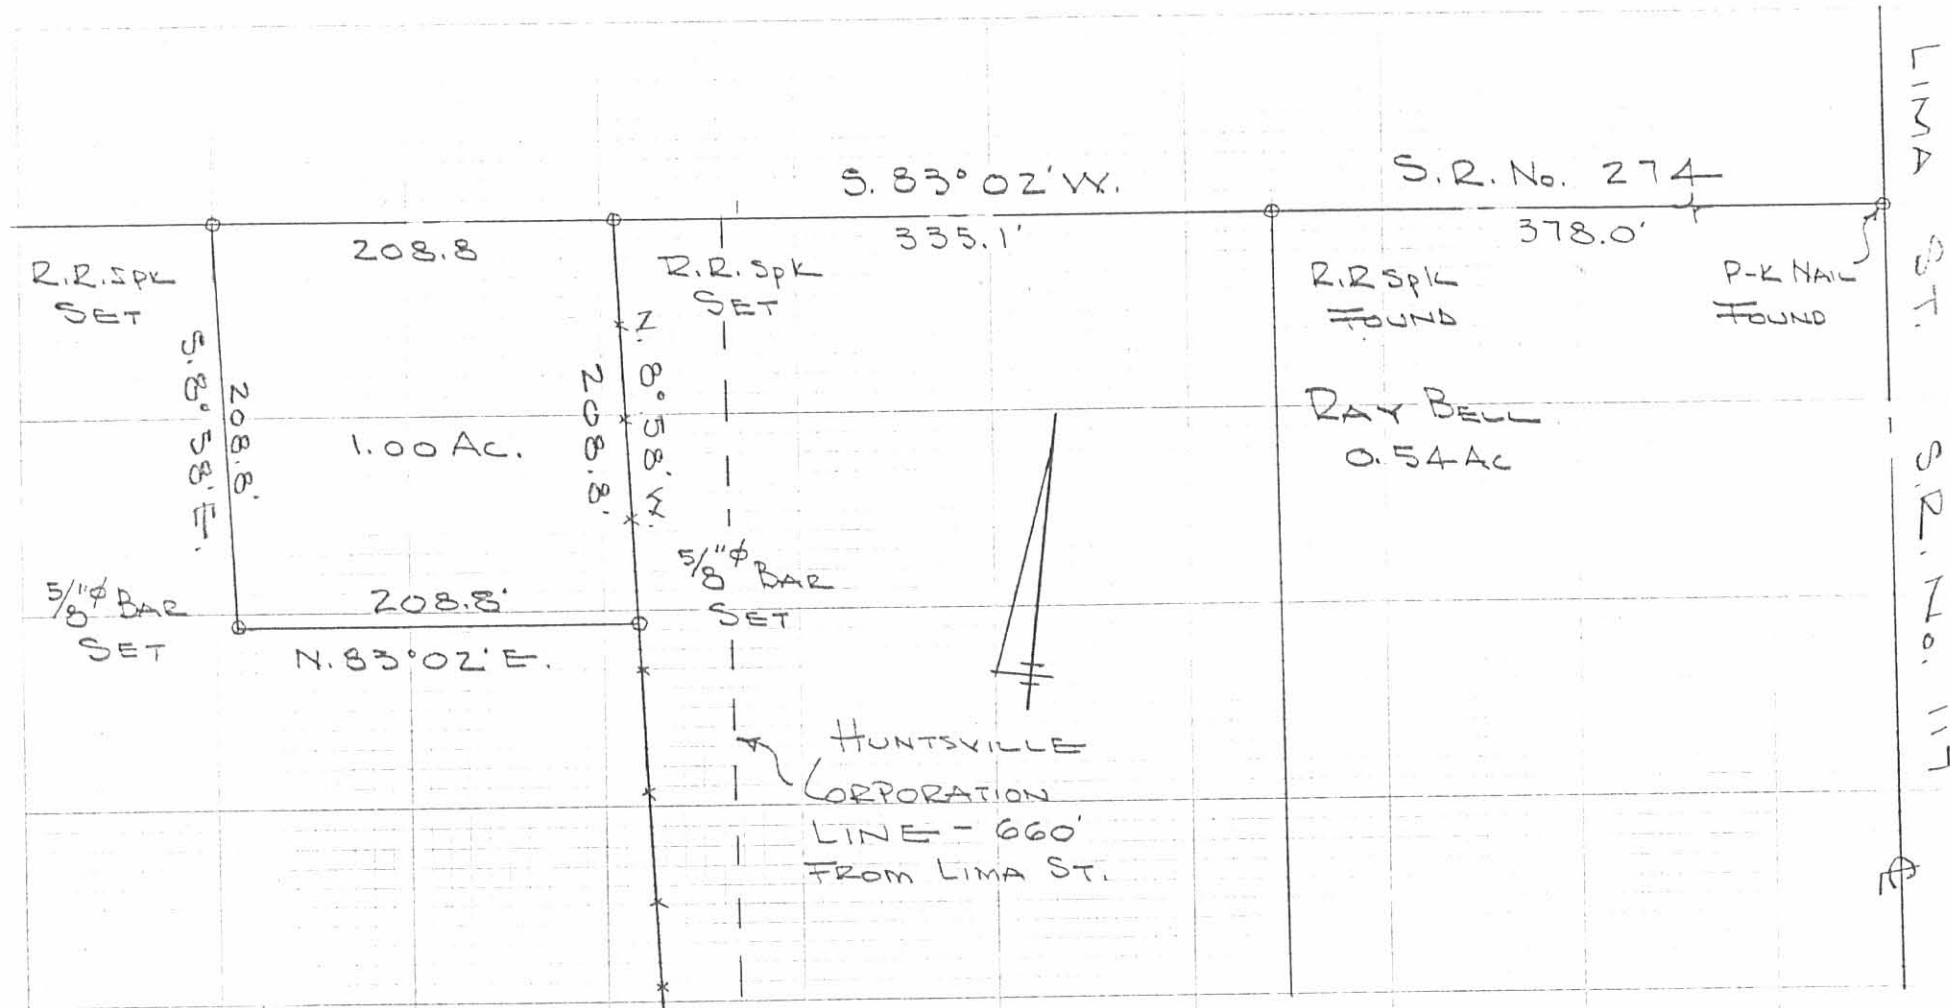 S. 83° 02' W.
S.R. No. 274
208.8
335.1'
378.0'
R.R. Spk
SET
R.R. Spk
SET
R.R Spk
FOUND
P-K NAIL
FOUND
LIMA ST. S.R. No. 117
S. 8° 58' E.
208.8'
1.00 Ac.
208.8'
N. 8° 58' W.
RAY BELL
0.54 Ac
5/8"ϕ BAR
SET
208.8'
N. 83° 02' E.
5/8"ϕ BAR
SET
HUNTSVILLE
CORPORATION
LINE - 660'
FROM LIMA ST.